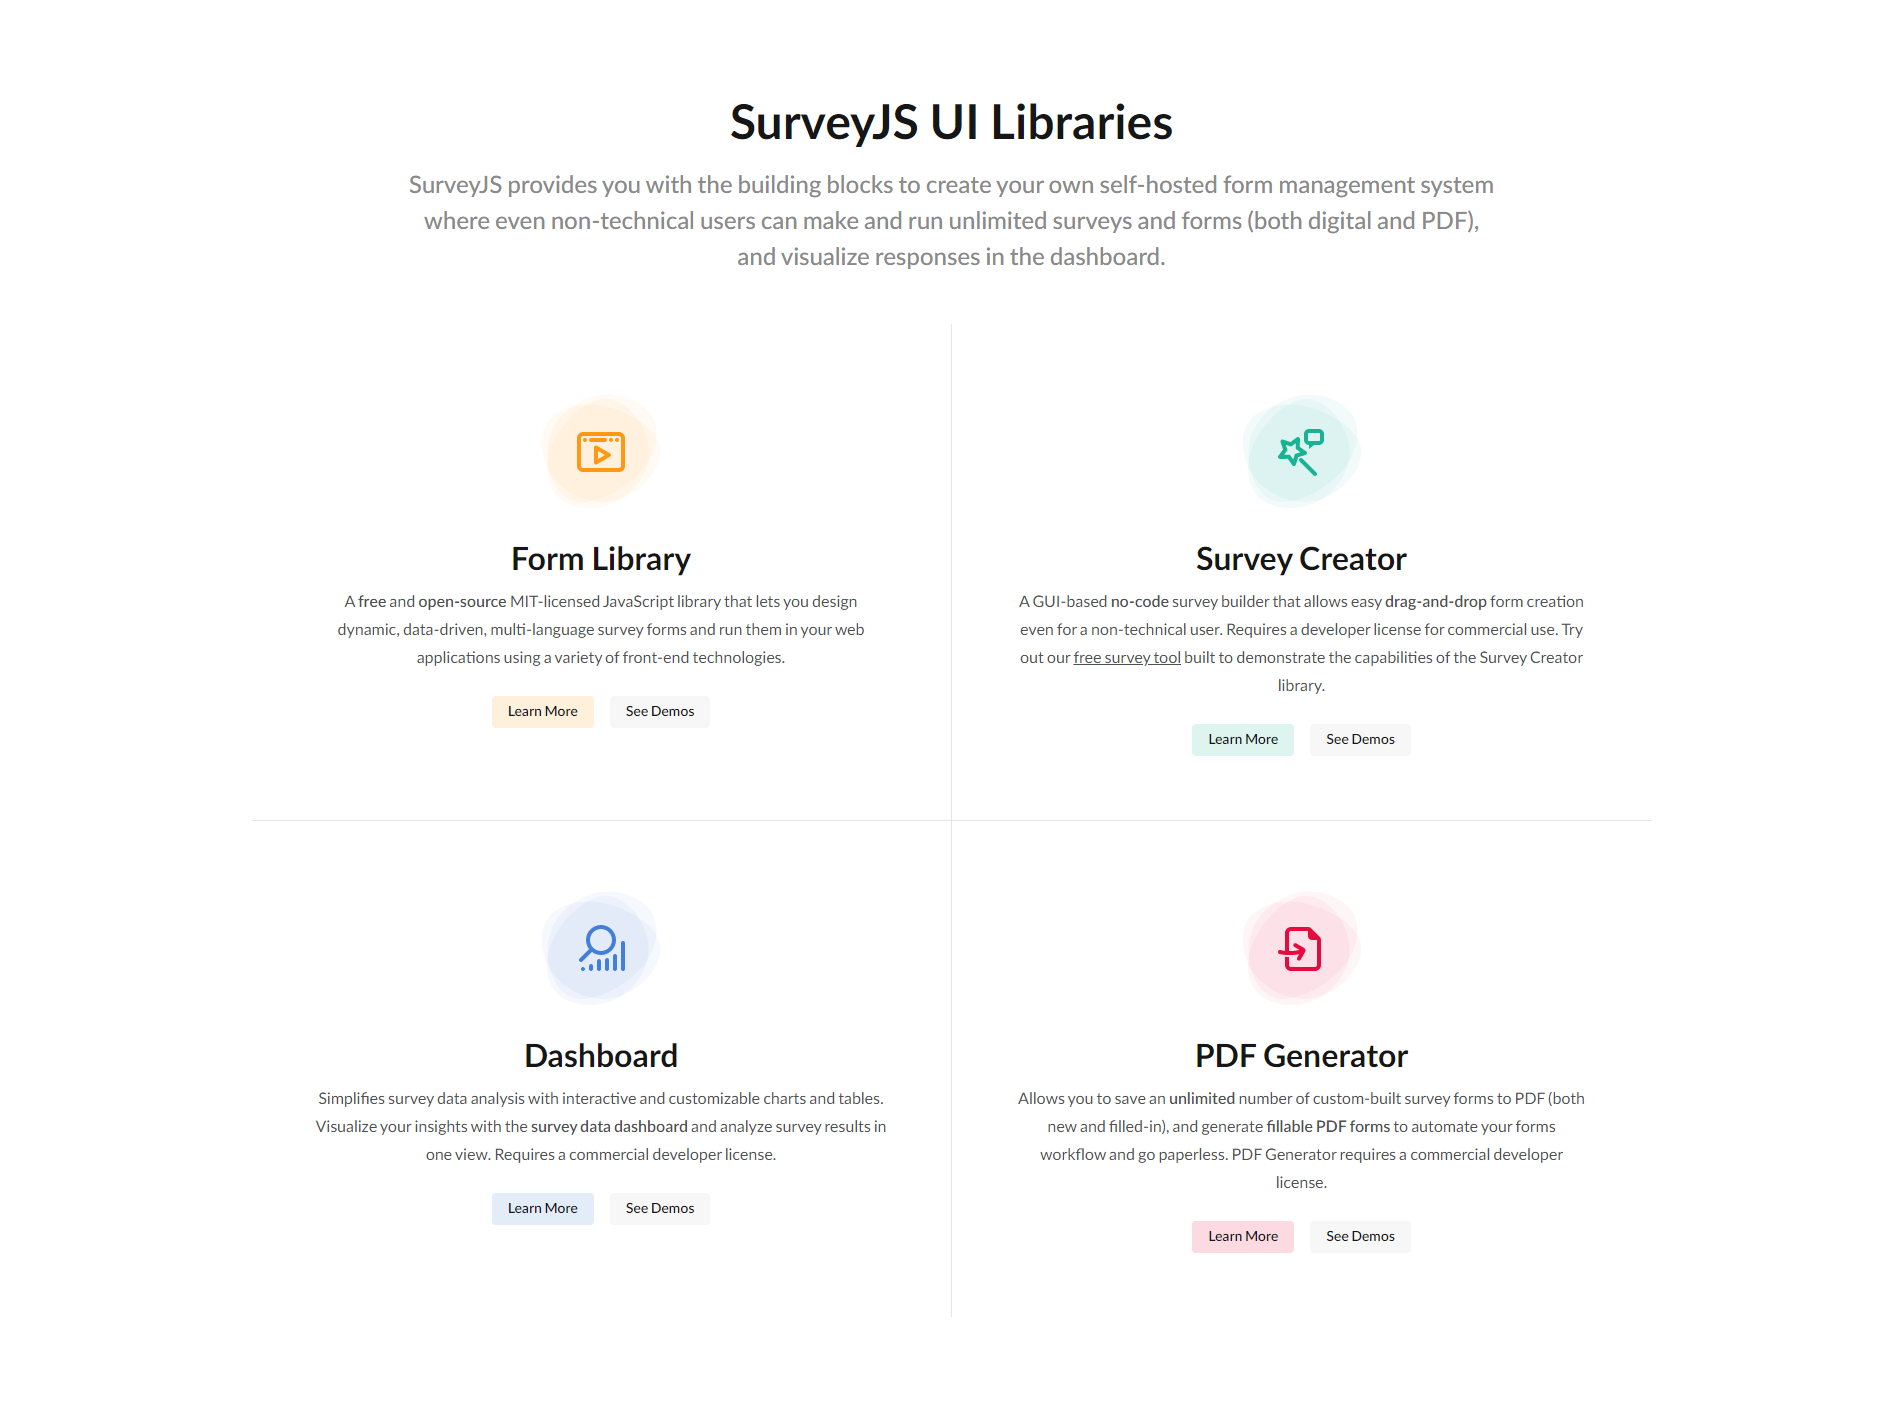 SurveyJS UI Libraries
SurveyJS provides you with the building blocks to create your own self-hosted form management system
where even non-technical users can make and run unlimited surveys and forms (both digital and PDF),
and visualize responses in the dashboard.
Form Library
A free and open-source MIT-licensed JavaScript library that lets you design
dynamic, data-driven, multi-language survey forms and run them in your web
applications using a variety of front-end technologies.
Learn More
See Demos
Survey Creator
A GUI-based no-code survey builder that allows easy drag-and-drop form creation
even for a non-technical user. Requires a developer license for commercial use. Try
out our free survey tool built to demonstrate the capabilities of the Survey Creator
library.
Learn More
See Demos
Dashboard
Simplifies survey data analysis with interactive and customizable charts and tables.
Visualize your insights with the survey data dashboard and analyze survey results in
one view. Requires a commercial developer license.
Learn More
See Demos
PDF Generator
Allows you to save an unlimited number of custom-built survey forms to PDF (both
new and filled-in), and generate fillable PDF forms to automate your forms
workflow and go paperless. PDF Generator requires a commercial developer
license.
Learn More
See Demos